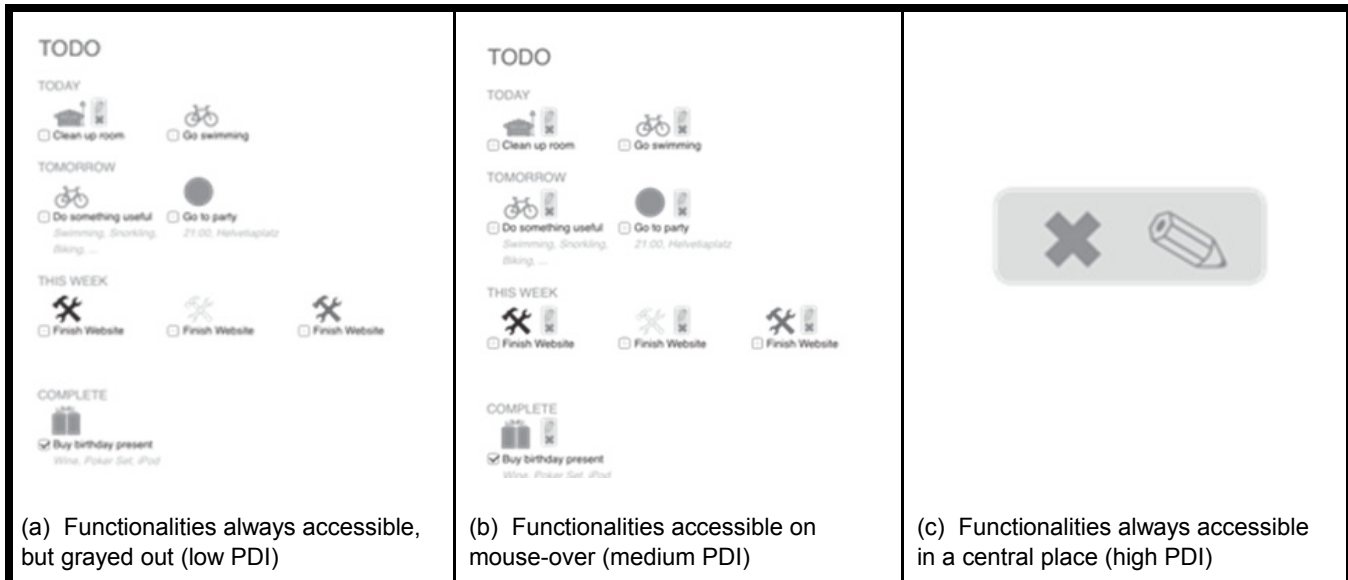 TODO
TODAY
Clean up room Go swimming
TOMORROW
Do something useful Go to party
Swimming, Snorkling, 21:00, Helvetiaplatz
Biking, ...
THIS WEEK
Finish Website Finish Website Finish Website
COMPLETE
Buy birthday present
Wine, Poker Set, iPod
(a) Functionalities always accessible,
but grayed out (low PDI)
TODO
TODAY
Clean up room Go swimming
TOMORROW
Do something useful Go to party
Swimming, Snorkling, 21:00, Helvetiaplatz
Biking, ...
THIS WEEK
Finish Website Finish Website Finish Website
COMPLETE
Buy birthday present
Wine, Poker Set, iPod
(b) Functionalities accessible on
mouse-over (medium PDI)
(c) Functionalities always accessible
in a central place (high PDI)